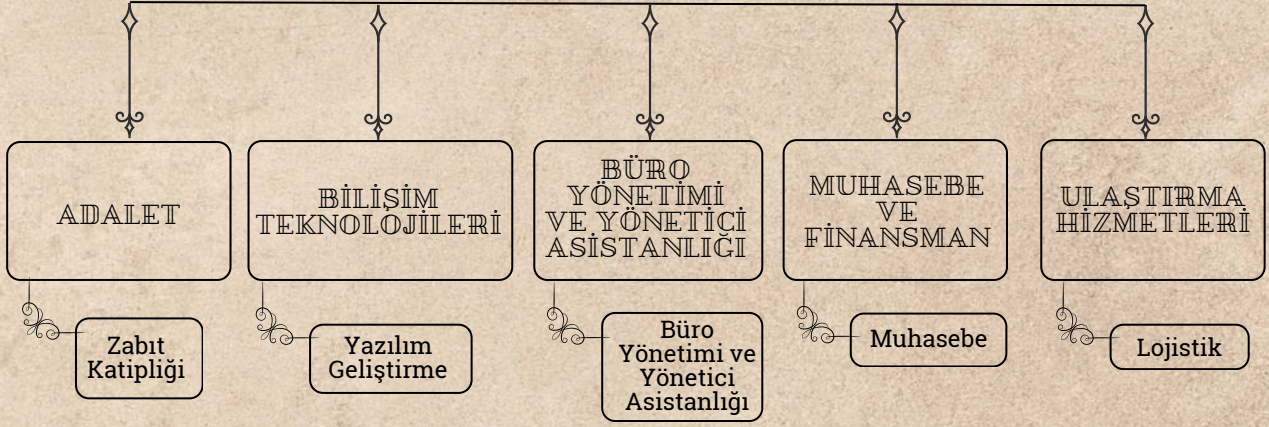 ADALET
BİLİŞİM
TEKNOLOJİLERİ
BÜRO
YÖNETİMİ
VE YÖNETİCİ
ASİSTANLIĞI
MUHASEBE
VE
FİNANSMAN
ULAŞTIRMA
HİZMETLERİ
Zabıt
Katipliği
Yazılım
Geliştirme
Büro
Yönetimi ve
Yönetici
Asistanlığı
Muhasebe
Lojistik